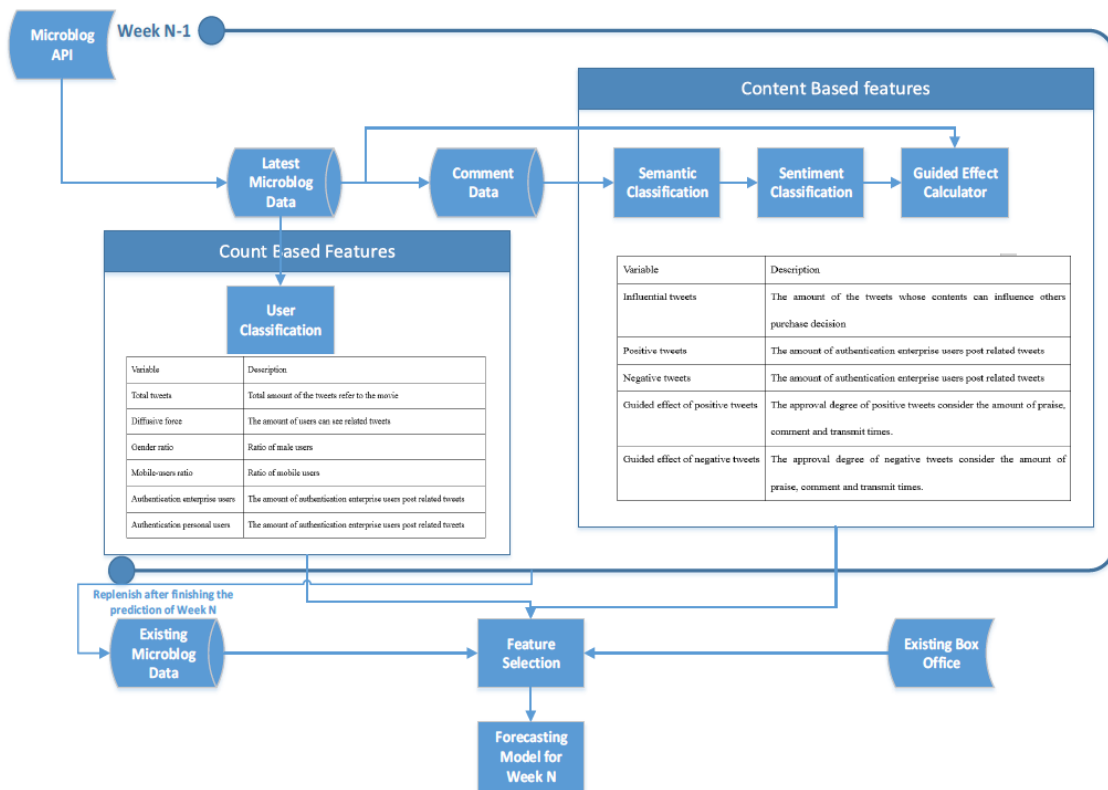 Microblog
API
Week N-1
Content Based features
Latest
Microblog
Data
Comment
Data
Semantic
Classification
Sentiment
Classification
Guided Effect
Calculator
Count Based Features
User
Classification
Variable Description
Total tweets Total amount of the tweets refer to the movie
Diffusive force The amount of users can see related tweets
Gender ratio Ratio of male users
Mobile-users ratio Ratio of mobile users
Authentication enterprise users The amount of authentication enterprise users post related tweets
Authentication personal users The amount of authentication enterprise users post related tweets
Variable Description
Influential tweets The amount of the tweets whose contents can influence others
purchase decision
Positive tweets The amount of authentication enterprise users post related tweets
Negative tweets The amount of authentication enterprise users post related tweets
Guided effect of positive tweets The approval degree of positive tweets consider the amount of praise,
comment and transmit times.
Guided effect of negative tweets The approval degree of negative tweets consider the amount of
praise, comment and transmit times.
Replenish after finishing the
prediction of Week N
Existing
Microblog
Data
Feature
Selection
Existing Box
Office
Forecasting
Model for
Week N